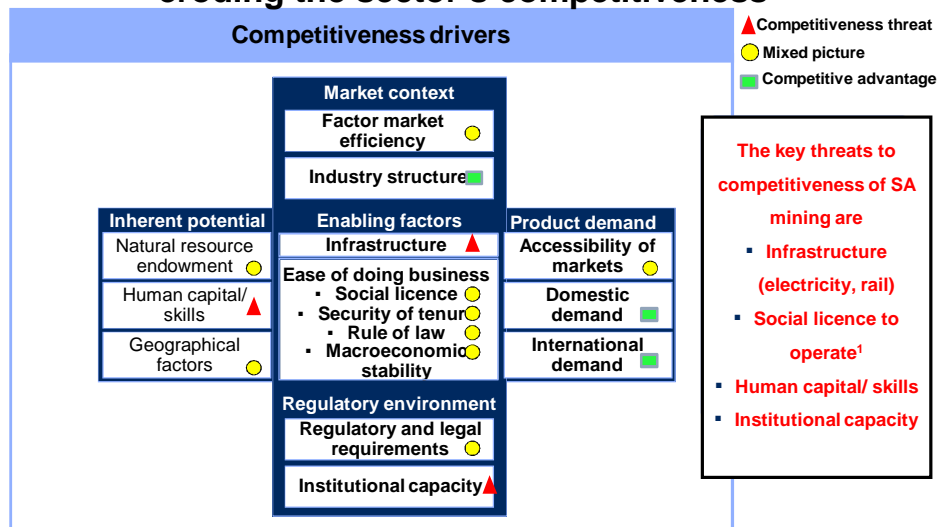 eroding the sector's competitiveness
Competitiveness drivers
Competitiveness threat
Mixed picture
Competitive advantage
Market context
Factor market
efficiency
Industry structure
Inherent potential
Natural resource
endowment
Human capital/
skills
Geographical
factors
Enabling factors
Infrastructure
Ease of doing business
▪ Social licence
▪ Security of tenur
▪ Rule of law
▪ Macroeconomic
stability
Product demand
Accessibility of
markets
Domestic
demand
International
demand
Regulatory environment
Regulatory and legal
requirements
Institutional capacity
The key threats to
competitiveness of SA
mining are
▪ Infrastructure
(electricity, rail)
▪ Social licence to
operate¹
▪ Human capital/ skills
▪ Institutional capacity